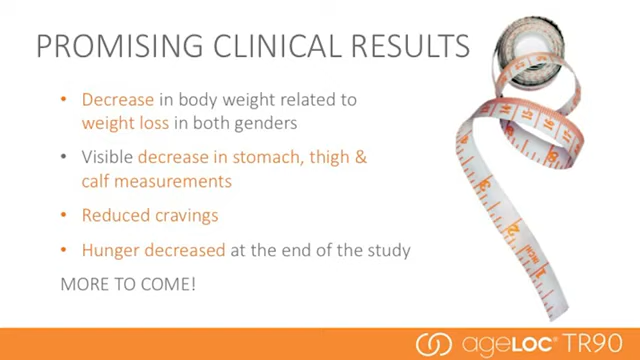 PROMISING CLINICAL RESULTS
• Decrease in body weight related to
weight loss in both genders
• Visible decrease in stomach, thigh &
calf measurements
• Reduced cravings
• Hunger decreased at the end of the study
MORE TO COME!
ageLOC® TR90